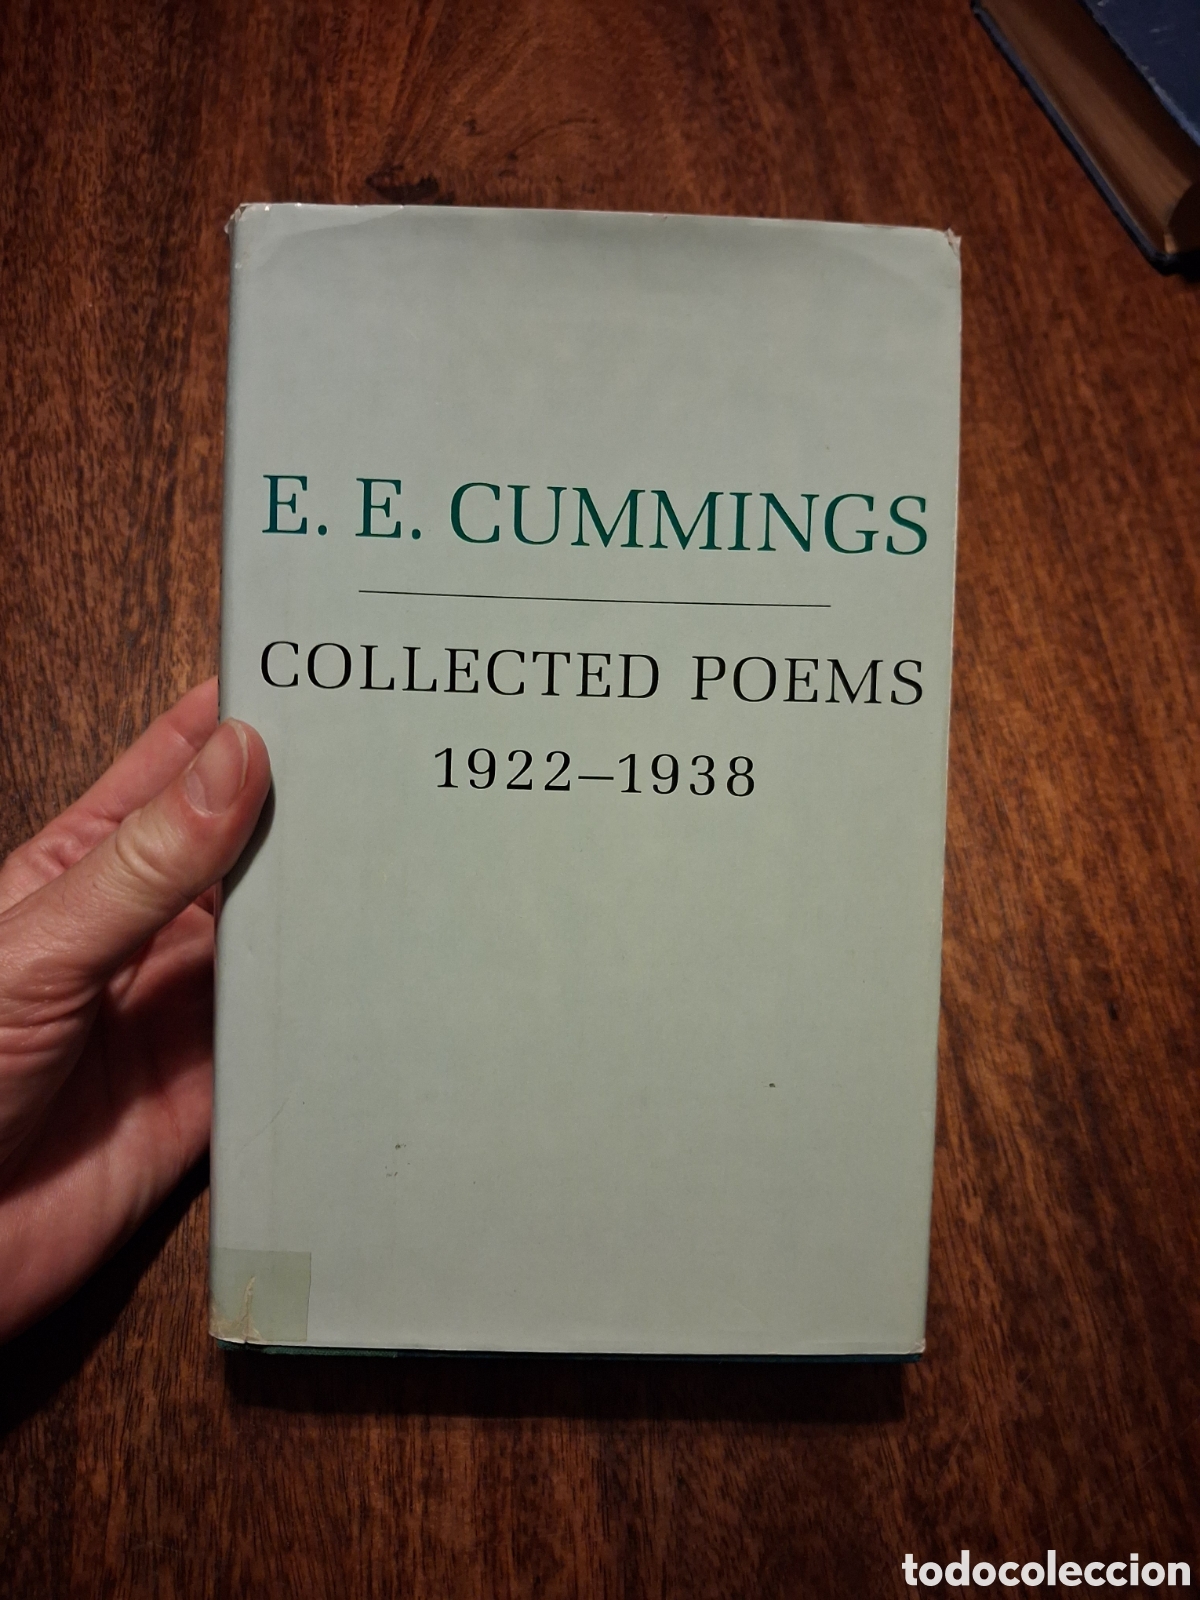 E. E. CUMMINGS
COLLECTED POEMS
1922–1938
todocoleccion